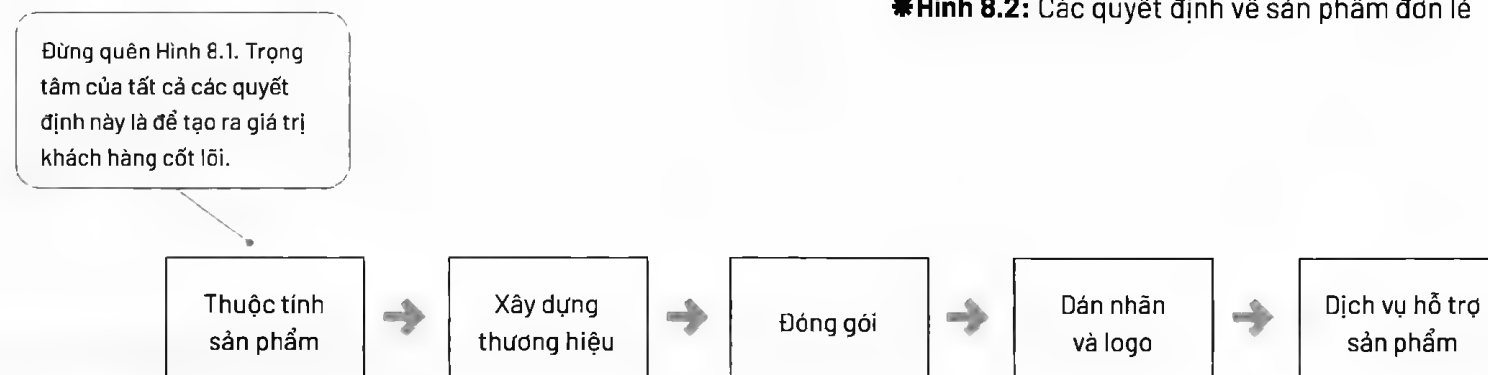 ✱Hình 8.2: Các quyết định về sản phẩm đơn lẻ
Đừng quên Hình 8.1. Trọng
tâm của tất cả các quyết
định này là để tạo ra giá trị
khách hàng cốt lõi.
Thuộc tính
sản phẩm
Xây dựng
thương hiệu
Đóng gói
Dán nhãn
và logo
Dịch vụ hỗ trợ
sản phẩm